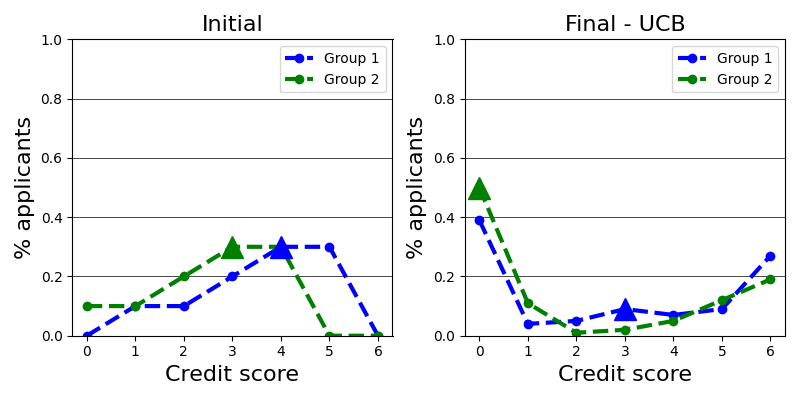 Initial
1.0
0.8
0.6
0.4
0.2
0.0
% applicants
Group 1
Group 2
0 1 2 3 4 5 6
Credit score
Final - UCB
1.0
0.8
0.6
0.4
0.2
0.0
% applicants
Group 1
Group 2
0 1 2 3 4 5 6
Credit score